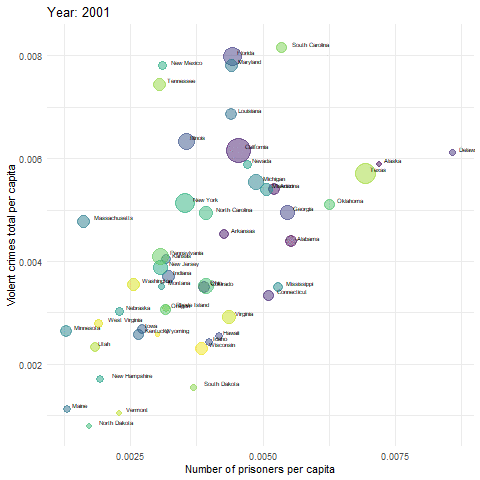 Year: 2001
South Carolina
Florida
Maryland
New Mexico
Tennessee
Louisiana
Illinois
California
Nevada
Delaw
Alaska
Texas
Michigan
New York
North Carolina
Georgia
Oklahoma
Massachusetts
Arkansas
Alabama
Pennsylvania
Kansas
New Jersey
Indiana
Washington
Montana
Colorado
Mississippi
Connecticut
Nebraska
Oregon
Rhode Island
Virginia
West Virginia
Minnesota
Iowa
Kentucky
Wyoming
Hawaii
Idaho
Utah
Wisconsin
New Hampshire
South Dakota
Maine
Vermont
North Dakota
0.008
0.006
0.004
0.002
Violent crimes total per capita
0.0025
0.0050
0.0075
Number of prisoners per capita